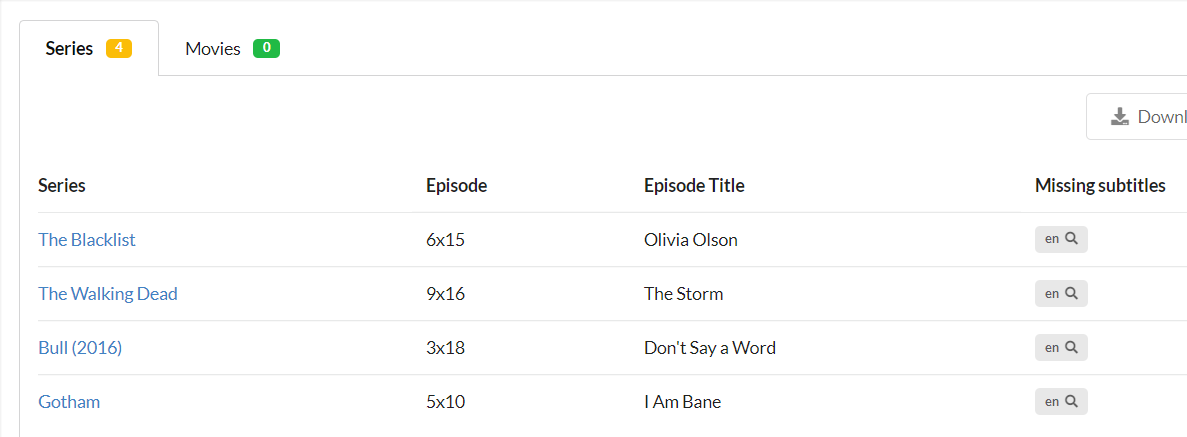 Series 4 Movies 0
Downl
Series Episode Episode Title Missing subtitles
The Blacklist 6x15 Olivia Olson en
The Walking Dead 9x16 The Storm en
Bull (2016) 3x18 Don't Say a Word en
Gotham 5x10 I Am Bane en